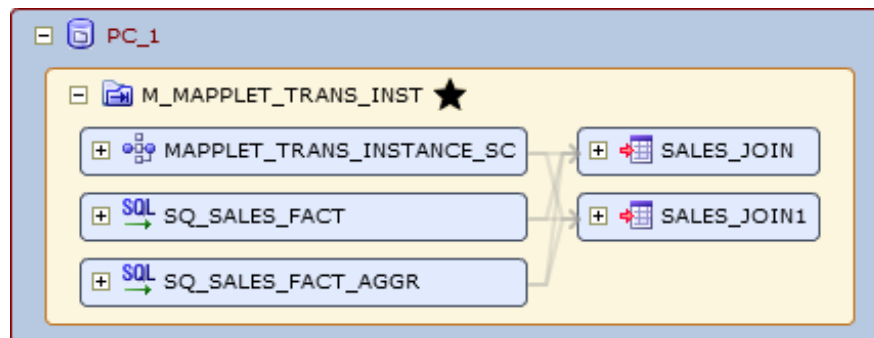 PC_1
M_MAPPLET_TRANS_INST
MAPPLET_TRANS_INSTANCE_SC
SALES_JOIN
SQL SQ_SALES_FACT
SALES_JOIN1
SQL SQ_SALES_FACT_AGGR